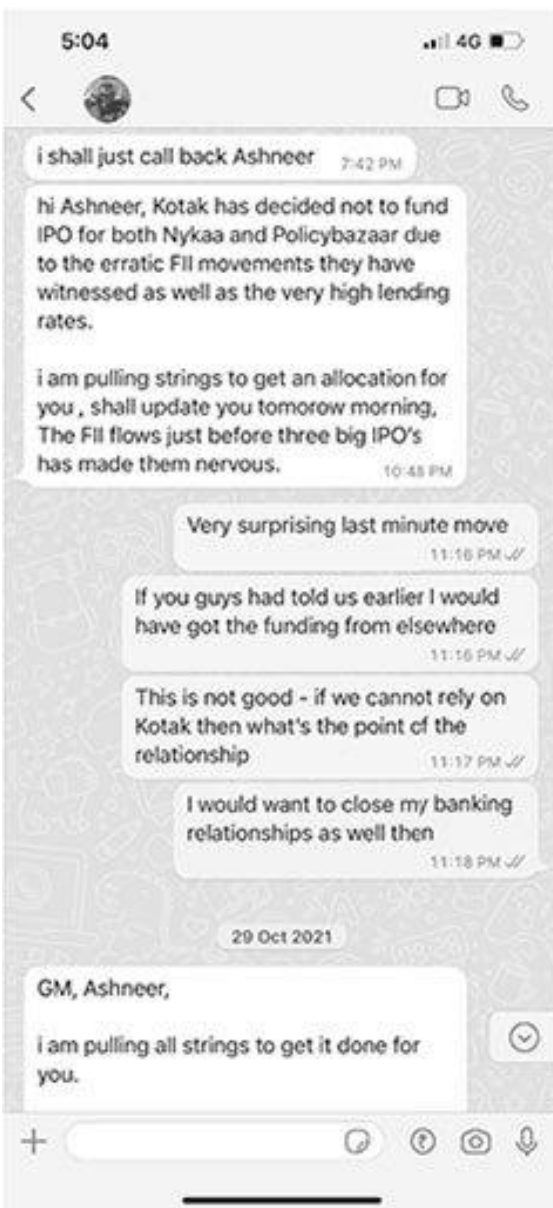 5:04
4G
i shall just call back Ashneer
7:42 PM
hi Ashneer, Kotak has decided not to fund
IPO for both Nykaa and Policybazaar due
to the erratic FII movements they have
witnessed as well as the very high lending
rates.
i am pulling strings to get an allocation for
you , shall update you tomorow morning,
The FII flows just before three big IPO's
has made them nervous.
10:48 PM
Very surprising last minute move
11:16 PM
If you guys had told us earlier I would
have got the funding from elsewhere
11:16 PM
This is not good - if we cannot rely on
Kotak then what's the point of the
relationship
11:17 PM
I would want to close my banking
relationships as well then
11:18 PM
29 Oct 2021
GM, Ashneer,
i am pulling all strings to get it done for
you.
₹